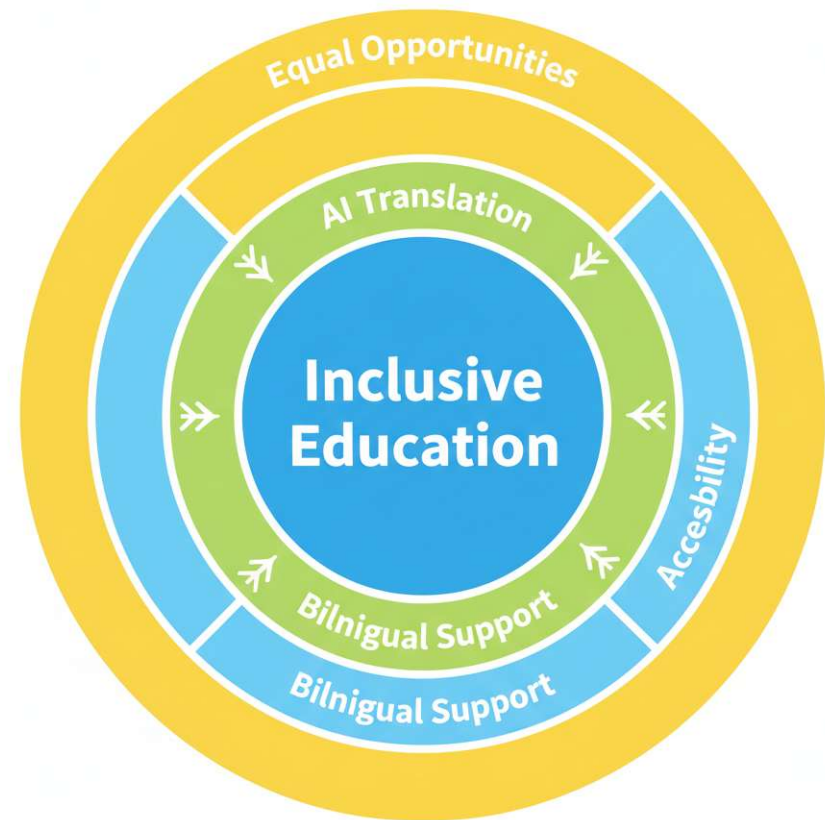 Equal Opportunities
AI Translation
Inclusive
Education
Accesbility
Bilnigual Support
Bilnigual Support